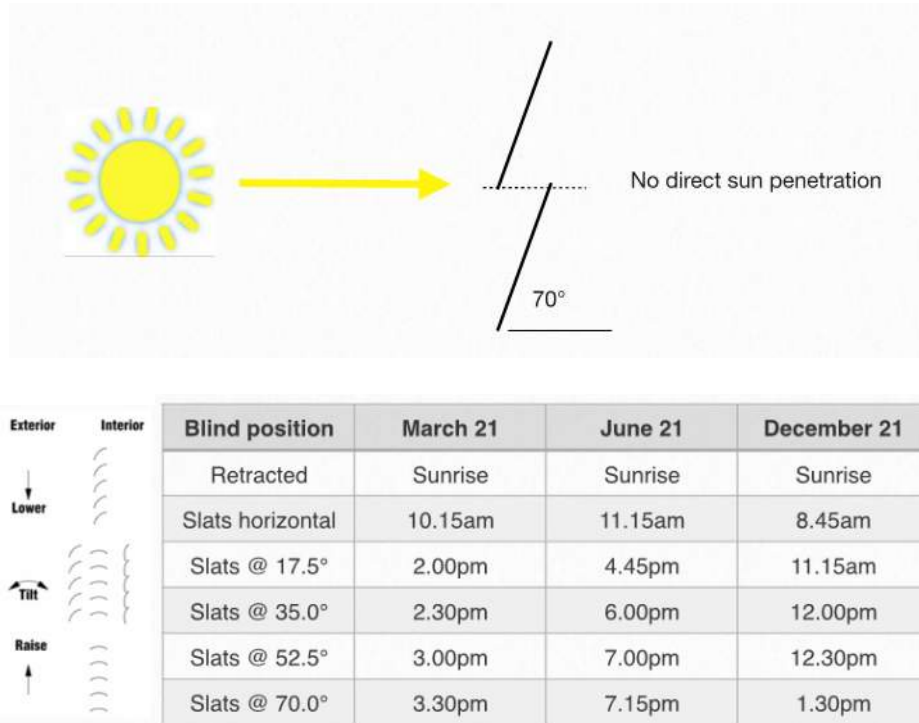 No direct sun penetration
70°
Exterior Interior
Lower
Tilt
Raise
Blind position March 21 June 21 December 21
Retracted Sunrise Sunrise Sunrise
Slats horizontal 10.15am 11.15am 8.45am
Slats @ 17.5° 2.00pm 4.45pm 11.15am
Slats @ 35.0° 2.30pm 6.00pm 12.00pm
Slats @ 52.5° 3.00pm 7.00pm 12.30pm
Slats @ 70.0° 3.30pm 7.15pm 1.30pm